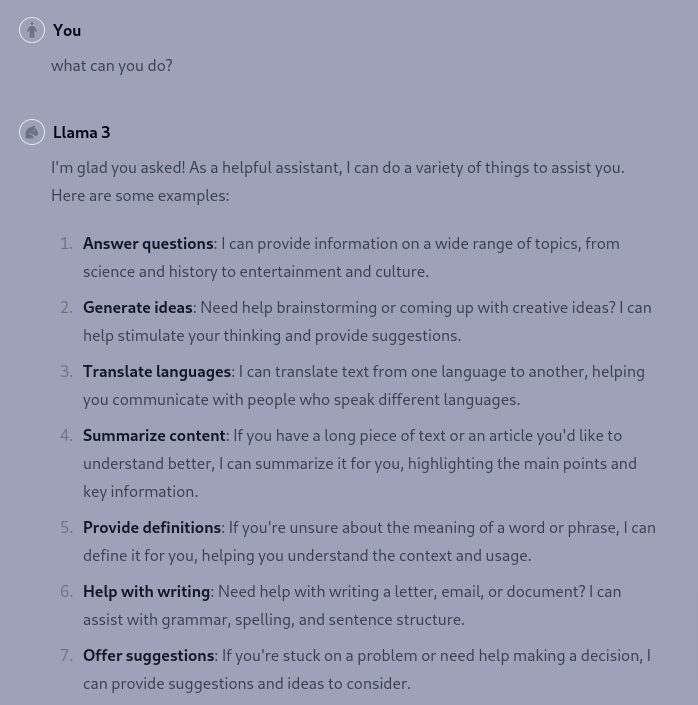 You
what can you do?
Llama 3
I'm glad you asked! As a helpful assistant, I can do a variety of things to assist you.
Here are some examples:
1. Answer questions: I can provide information on a wide range of topics, from
science and history to entertainment and culture.
2. Generate ideas: Need help brainstorming or coming up with creative ideas? I can
help stimulate your thinking and provide suggestions.
3. Translate languages: I can translate text from one language to another, helping
you communicate with people who speak different languages.
4. Summarize content: If you have a long piece of text or an article you'd like to
understand better, I can summarize it for you, highlighting the main points and
key information.
5. Provide definitions: If you're unsure about the meaning of a word or phrase, I can
define it for you, helping you understand the context and usage.
6. Help with writing: Need help with writing a letter, email, or document? I can
assist with grammar, spelling, and sentence structure.
7. Offer suggestions: If you're stuck on a problem or need help making a decision, I
can provide suggestions and ideas to consider.